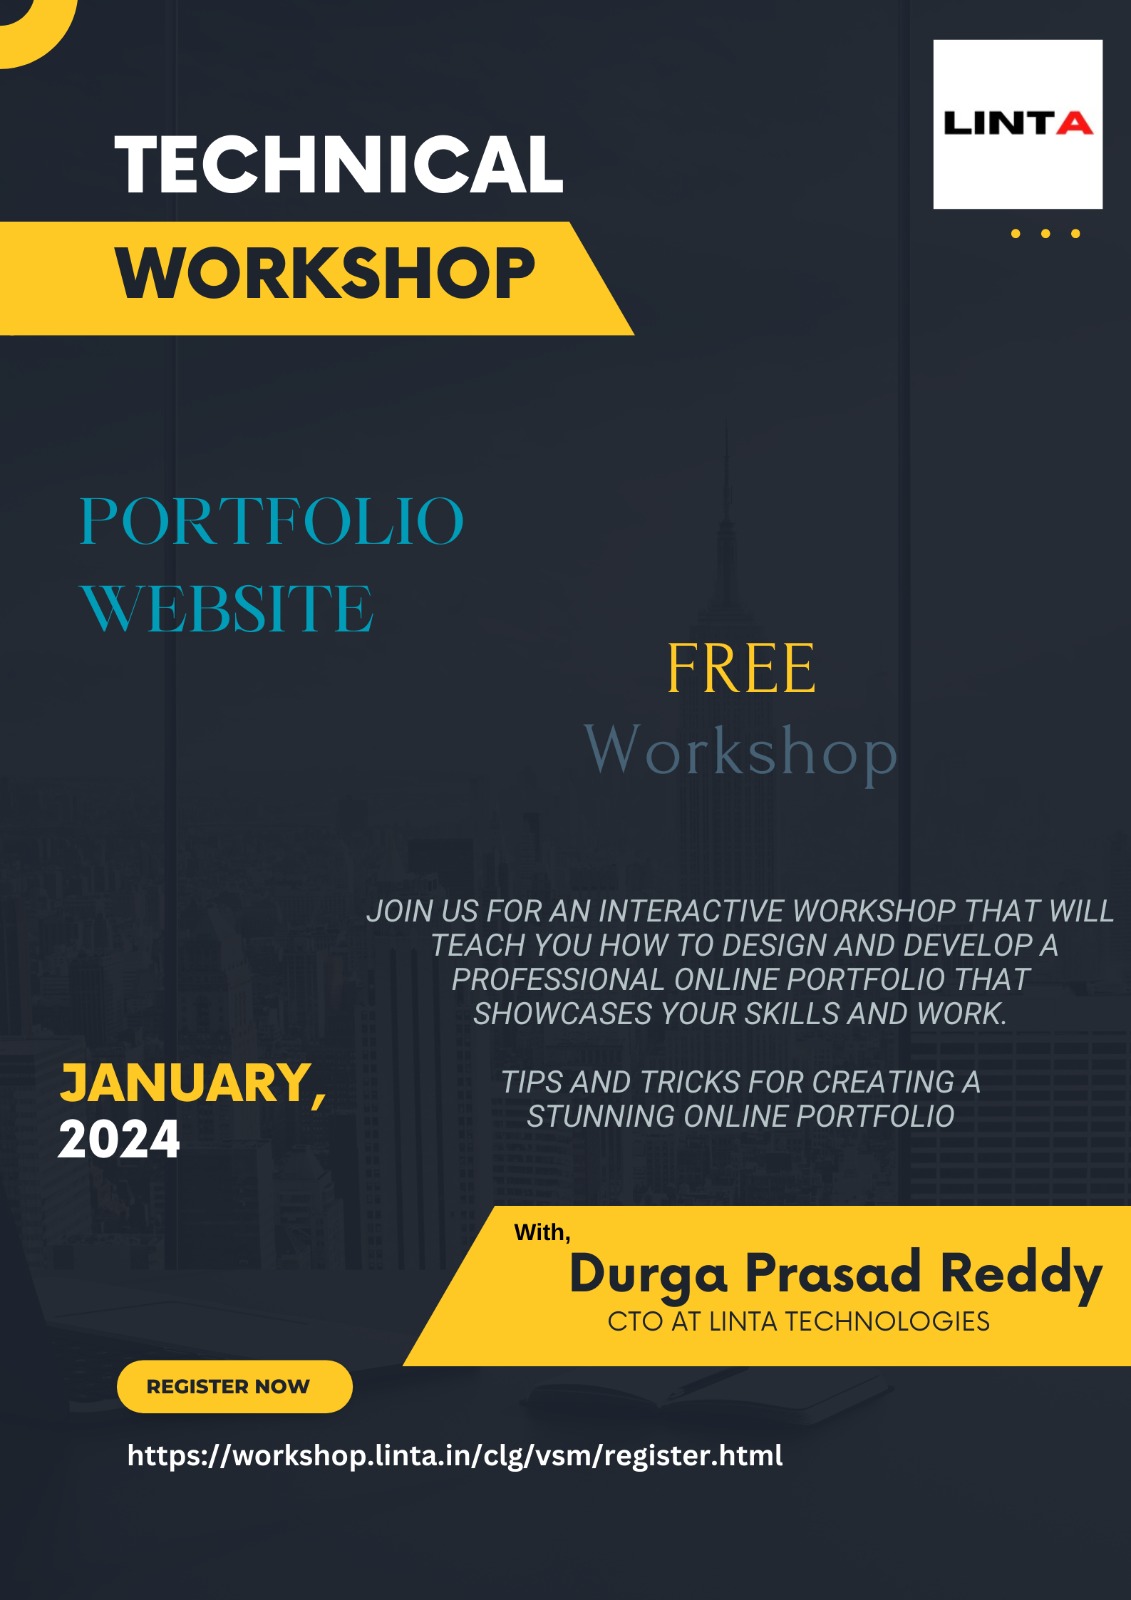 LINTA
TECHNICAL
WORKSHOP
PORTFOLIO
WEBSITE
FREE
Workshop
JOIN US FOR AN INTERACTIVE WORKSHOP THAT WILL
TEACH YOU HOW TO DESIGN AND DEVELOP A
PROFESSIONAL ONLINE PORTFOLIO THAT
SHOWCASES YOUR SKILLS AND WORK.
TIPS AND TRICKS FOR CREATING A
STUNNING ONLINE PORTFOLIO
JANUARY,
2024
With,
Durga Prasad Reddy
CTO AT LINTA TECHNOLOGIES
REGISTER NOW
https://workshop.linta.in/clg/vsm/register.html